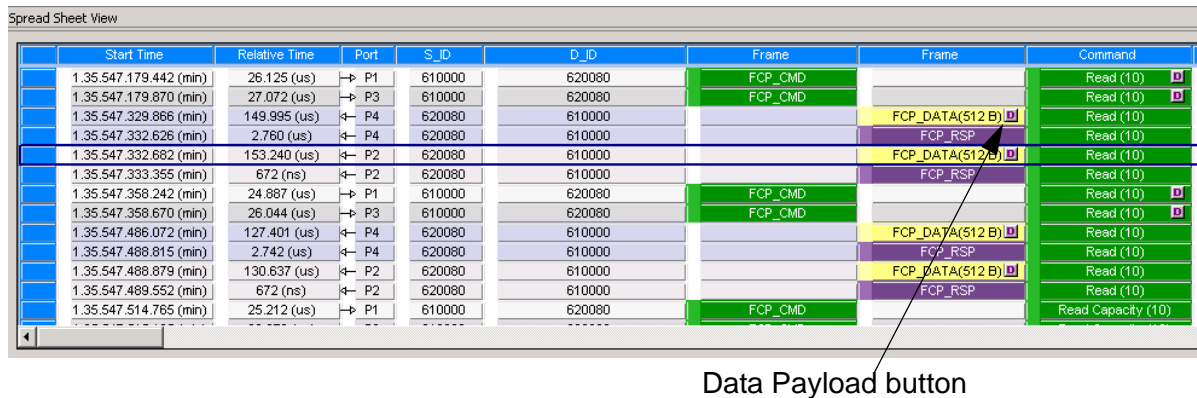 Spread Sheet View
Start Time Relative Time Port S_ID D_ID Frame Frame Command
1.35.547.179.442 (min) 26.125 (us) P1 610000 620080 FCP_CMD Read (10) D
1.35.547.179.870 (min) 27.072 (us) P3 610000 620080 FCP_CMD Read (10) D
1.35.547.329.866 (min) 149.995 (us) P4 620080 610000 FCP_DATA(512 B) D Read (10)
1.35.547.332.626 (min) 2.760 (us) P4 620080 610000 FCP_RSP Read (10)
1.35.547.332.682 (min) 153.240 (us) P2 620080 610000 FCP_DATA(512 B) D Read (10)
1.35.547.333.355 (min) 672 (ns) P2 620080 610000 FCP_RSP Read (10)
1.35.547.358.242 (min) 24.887 (us) P1 610000 620080 FCP_CMD Read (10) D
1.35.547.358.670 (min) 26.044 (us) P3 610000 620080 FCP_CMD Read (10) D
1.35.547.486.072 (min) 127.401 (us) P4 620080 610000 FCP_DATA(512 B) D Read (10)
1.35.547.488.815 (min) 2.742 (us) P4 620080 610000 FCP_RSP Read (10)
1.35.547.488.879 (min) 130.637 (us) P2 620080 610000 FCP_DATA(512 B) D Read (10)
1.35.547.489.552 (min) 672 (ns) P2 620080 610000 FCP_RSP Read (10)
1.35.547.514.765 (min) 25.212 (us) P1 610000 620080 FCP_CMD Read Capacity (10)
Data Payload button